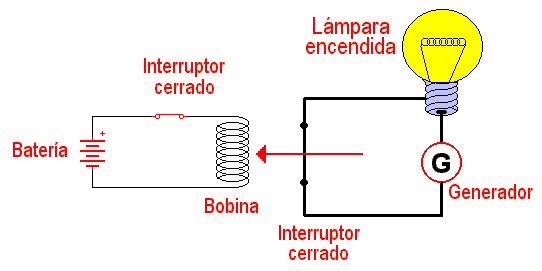 Lámpara
encendida
Interruptor
cerrado
Batería
+
Bobina
G
Generador
Interruptor
cerrado